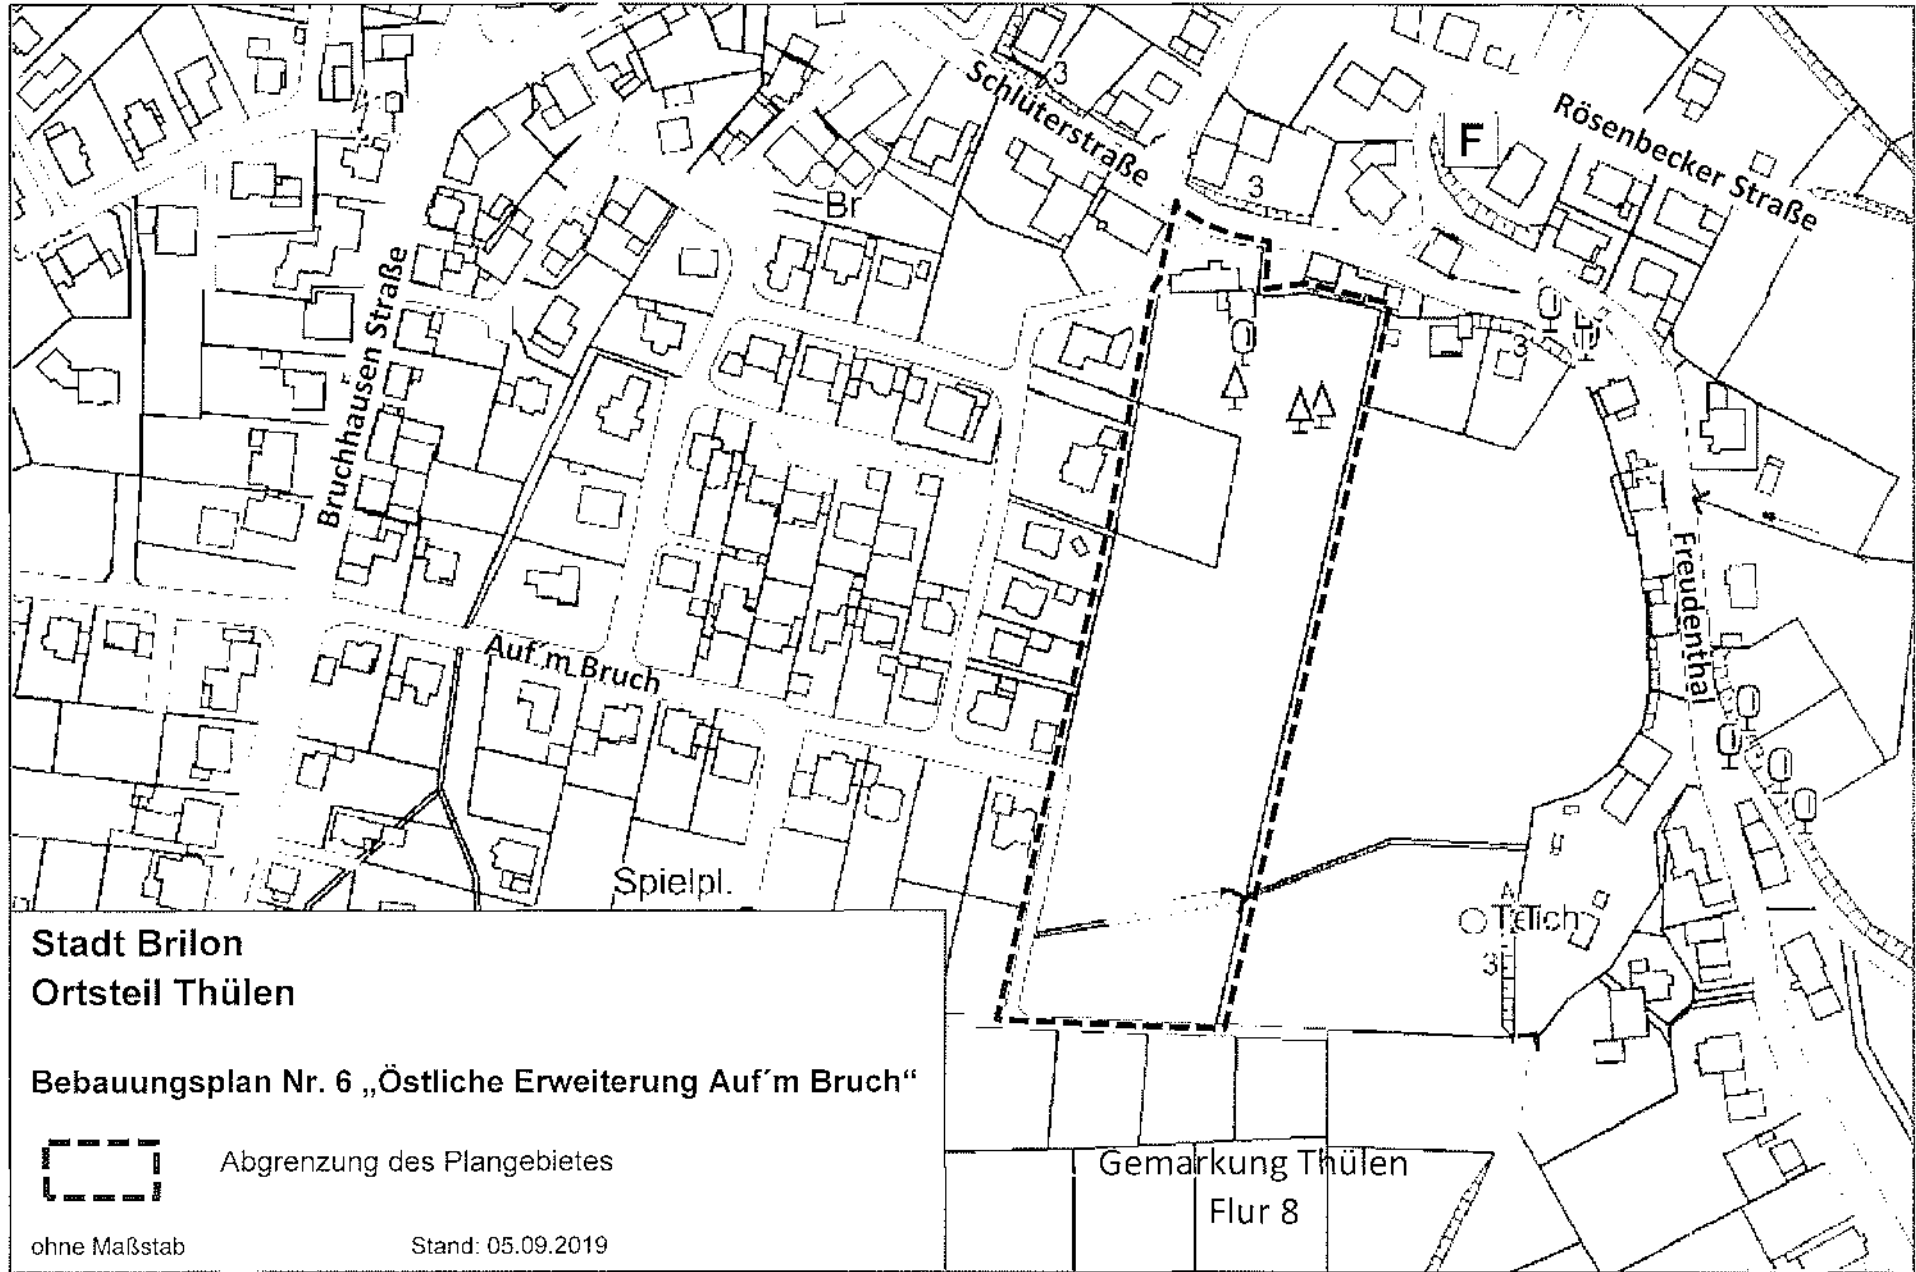 3
Schlüterstraße
Rösenbecker Straße
F
3
Br
Bruchhausen Straße
3
Freudenthal
Auf´m Bruch
Spielpl.
Teich
3
Stadt Brilon
Ortsteil Thülen
Bebauungsplan Nr. 6 „Östliche Erweiterung Auf´m Bruch“
Abgrenzung des Plangebietes
Gemarkung Thülen
Flur 8
ohne Maßstab
Stand: 05.09.2019